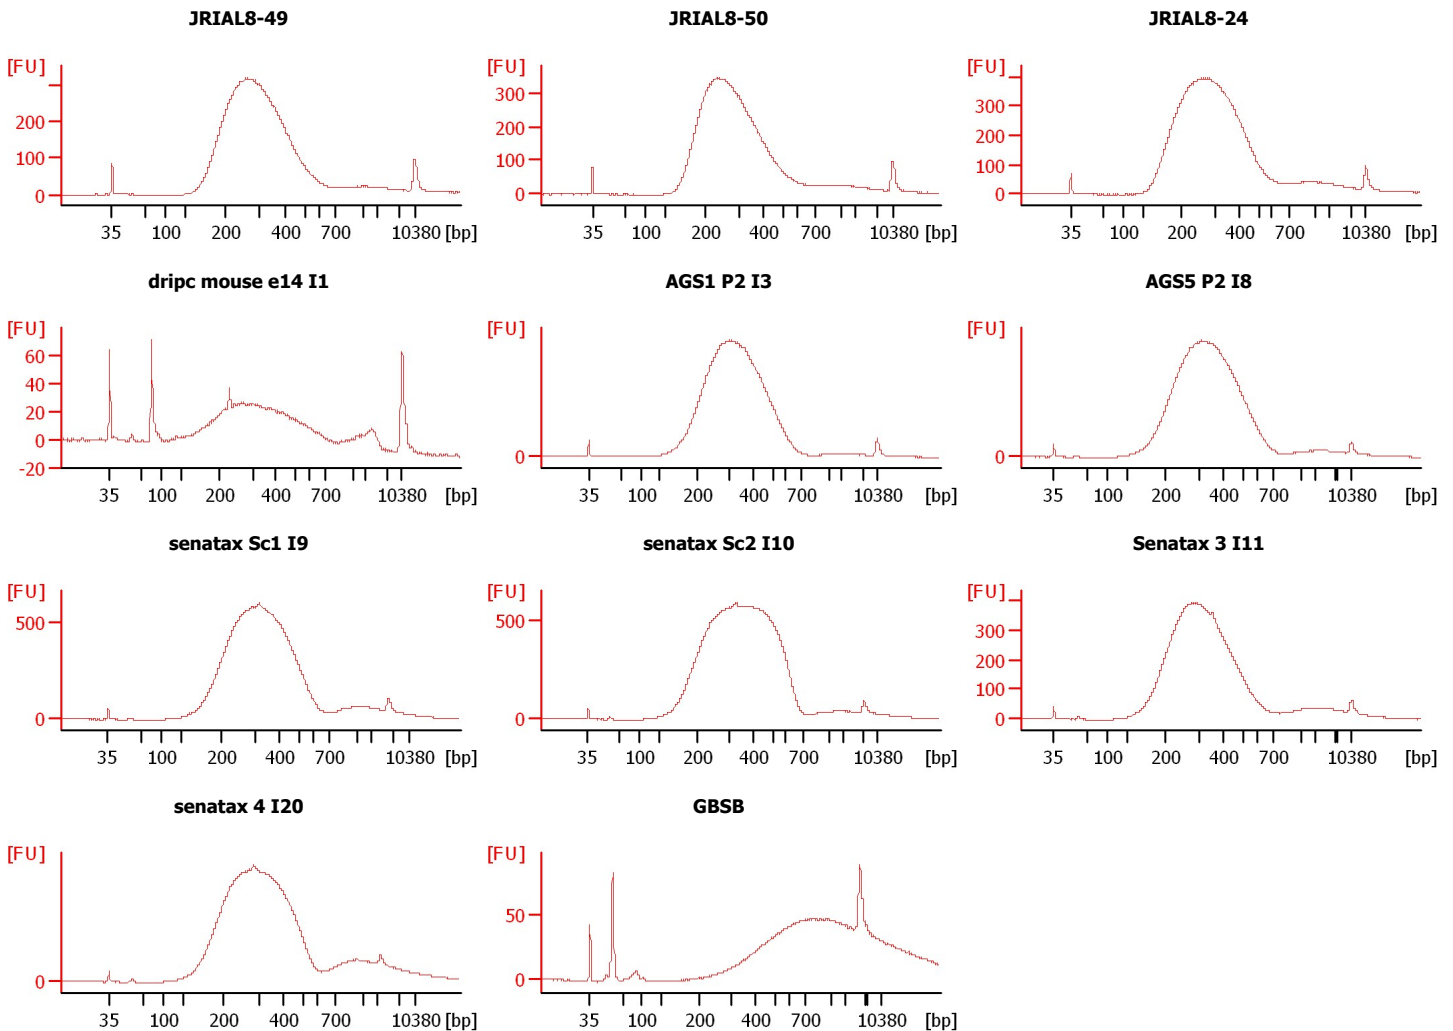 JRIAL8-49 JRIAL8-50 JRIAL8-24
[FU] [FU] [FU]
300 300
200 200 200
100 100 100
0 0 0
35 100 200 400 700 10380 [bp] 35 100 200 400 700 10380 [bp] 35 100 200 400 700 10380 [bp]
dripc mouse e14 I1 AGS1 P2 I3 AGS5 P2 I8
[FU] [FU] [FU]
60
40
20
0 0 0
-20
35 100 200 400 700 10380 [bp] 35 100 200 400 700 10380 [bp] 35 100 200 400 700 10380 [bp]
senatax Sc1 I9 senatax Sc2 I10 Senatax 3 I11
[FU] [FU] [FU]
500 500 300
200
100
0 0 0
35 100 200 400 700 10380 [bp] 35 100 200 400 700 10380 [bp] 35 100 200 400 700 10380 [bp]
senatax 4 I20 GBSB
[FU] [FU]
50
0 0
35 100 200 400 700 10380 [bp] 35 100 200 400 700 10380 [bp]